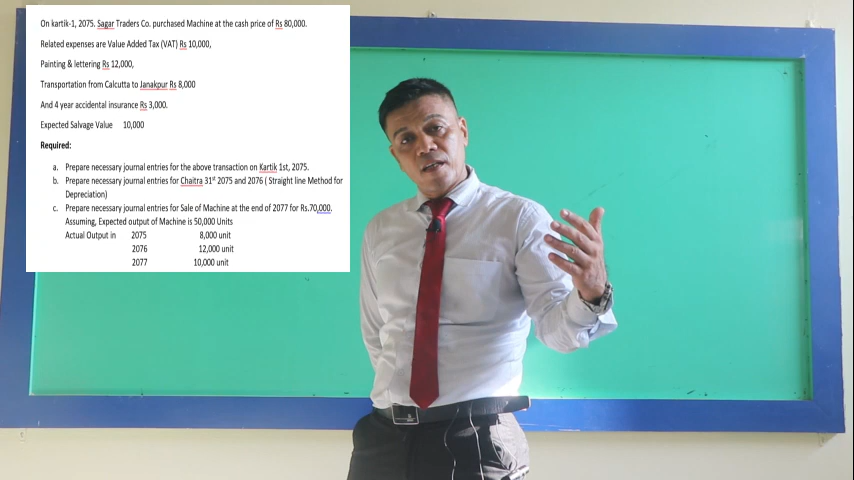 On kartik-1, 2075. Sagar Traders Co. purchased Machine at the cash price of Rs 80,000.
Related expenses are Value Added Tax (VAT) Rs 10,000,
Painting & lettering Rs 12,000,
Transportation from Calcutta to Janakpur Rs 8,000
And 4 year accidental insurance Rs 3,000.
Expected Salvage Value 10,000
Required:
a. Prepare necessary journal entries for the above transaction on Kartik 1st, 2075.
b. Prepare necessary journal entries for Chaitra 31st 2075 and 2076 ( Straight line Method for
Depreciation)
c. Prepare necessary journal entries for Sale of Machine at the end of 2077 for Rs.70,000.
Assuming, Expected output of Machine is 50,000 Units
Actual Output in 2075 8,000 unit
2076 12,000 unit
2077 10,000 unit